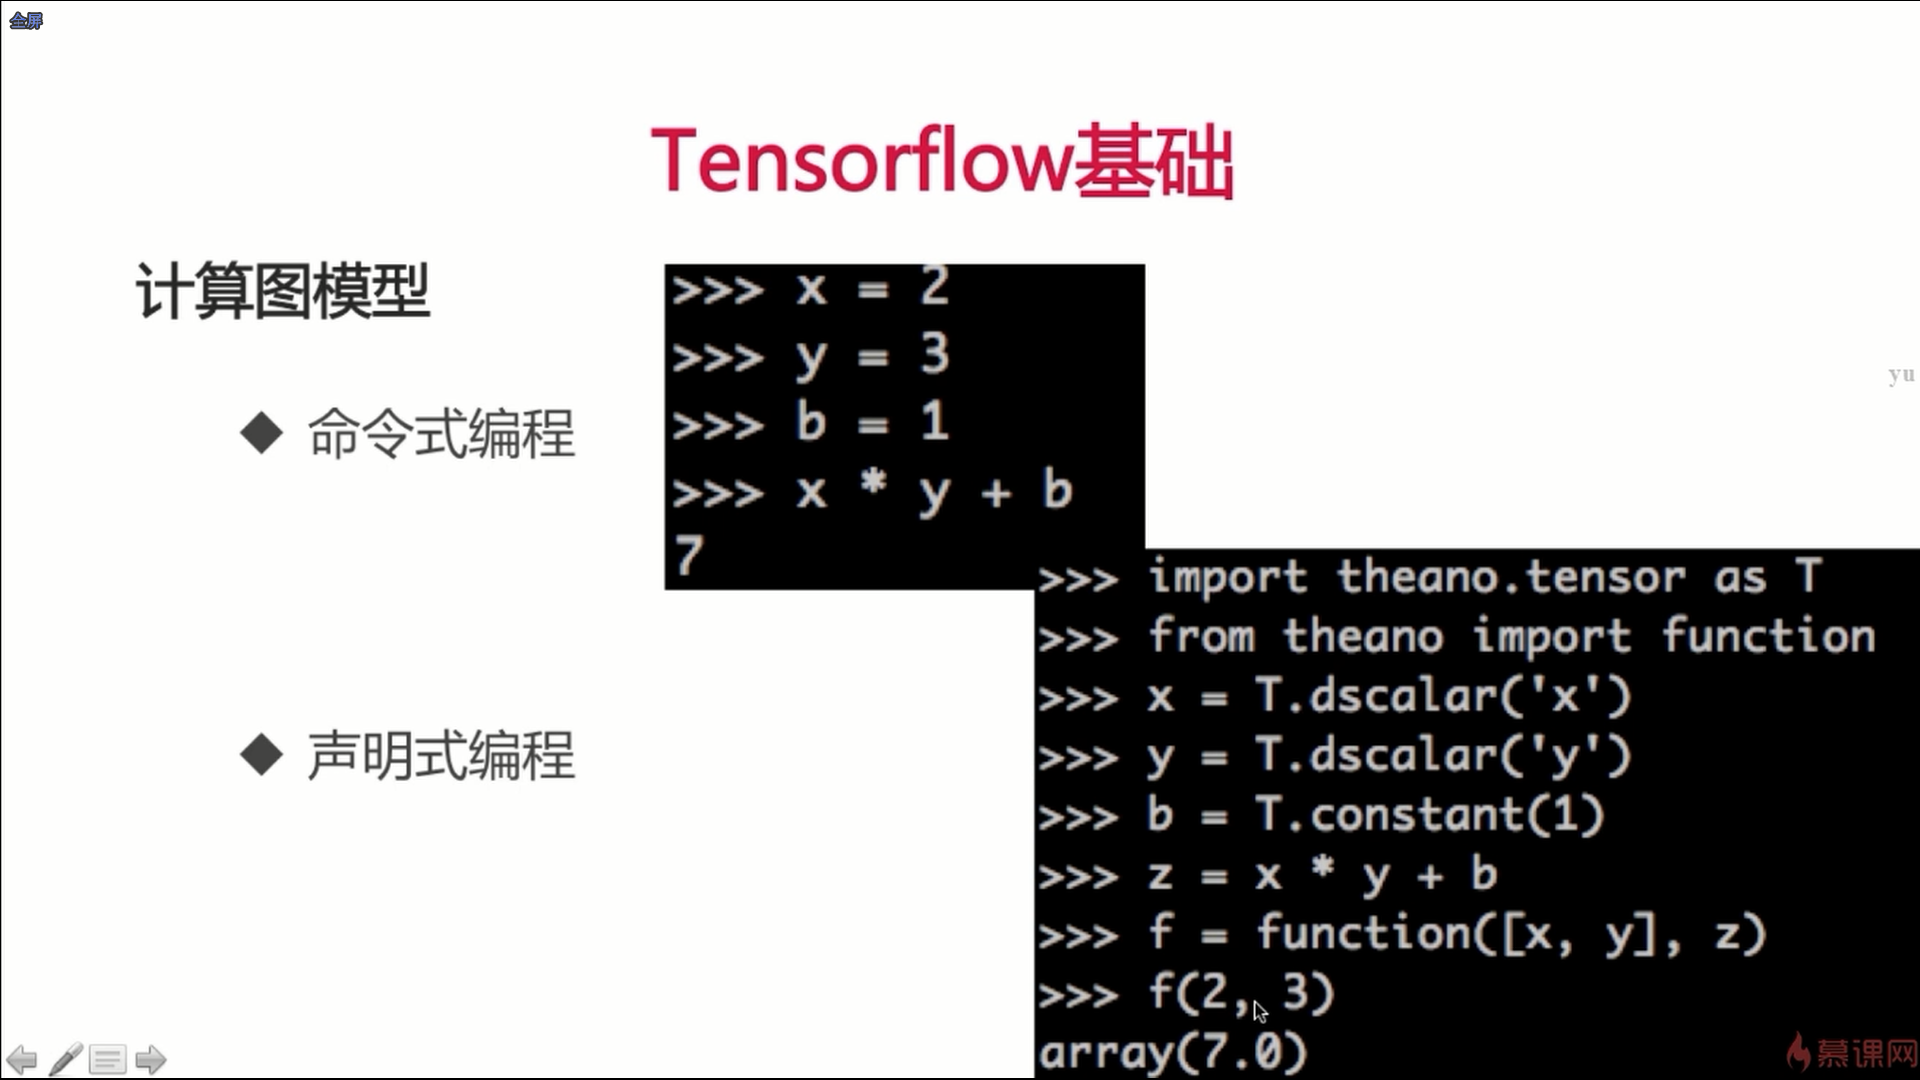 全屏
Tensorflow基础
计算图模型
◆ 命令式编程
>>> x = 2
>>> y = 3
>>> b = 1
>>> x * y + b
7
◆ 声明式编程
>>> import theano.tensor as T
>>> from theano import function
>>> x = T.dscalar('x')
>>> y = T.dscalar('y')
>>> b = T.constant(1)
>>> z = x * y + b
>>> f = function([x, y], z)
>>> f(2, 3)
array(7.0)
yu
慕课网